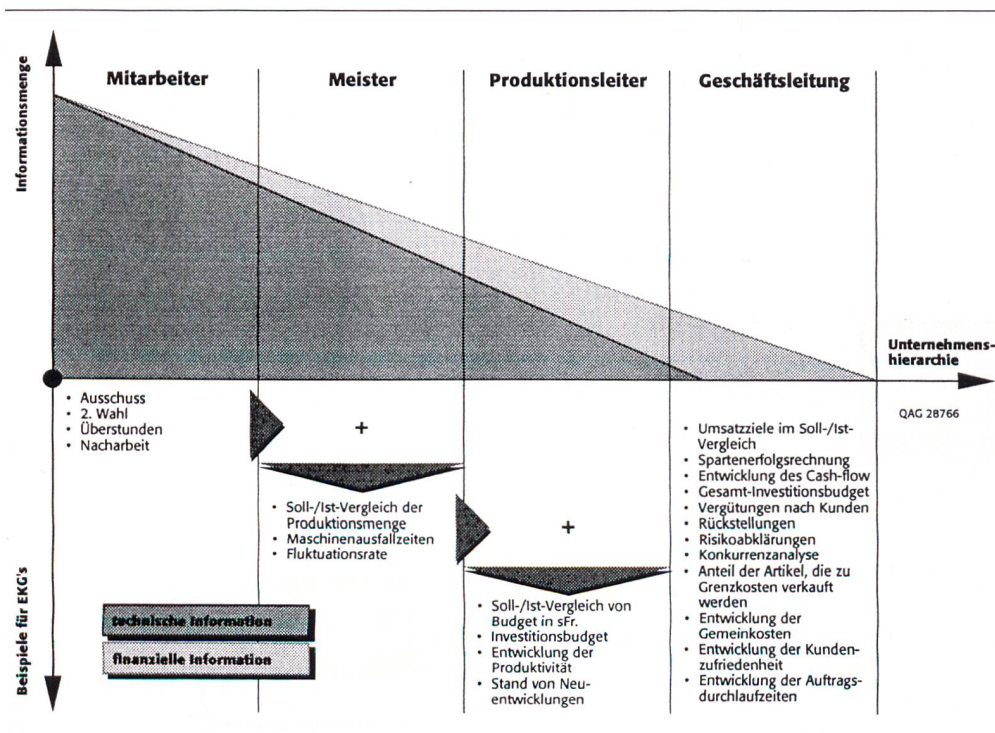 Informationsmenge
Mitarbeiter
Meister
Produktionsleiter
Geschäftsleitung
Unternehmens-
hierarchie
QAG 28766
Beispiele für EKG's
• Ausschuss
• 2. Wahl
• Überstunden
• Nacharbeit
+
• Soll-/Ist-Vergleich der
Produktionsmenge
• Maschinenausfallzeiten
• Fluktuationsrate
+
• Soll-/Ist-Vergleich von
Budget in sFr.
• Investitionsbudget
• Entwicklung der
Produktivität
• Stand von Neu-
entwicklungen
• Umsatzziele im Soll-/Ist-
Vergleich
• Spartenerfolgsrechnung
• Entwicklung des Cash-flow
• Gesamt-Investitionsbudget
• Vergütungen nach Kunden
• Rückstellungen
• Risikoabklärungen
• Konkurrenzanalyse
• Anteil der Artikel, die zu
Grenzkosten verkauft
werden
• Entwicklung der
Gemeinkosten
• Entwicklung der Kunden-
zufriedenheit
• Entwicklung der Auftrags-
durchlaufzeiten
technische Information
finanzielle Information